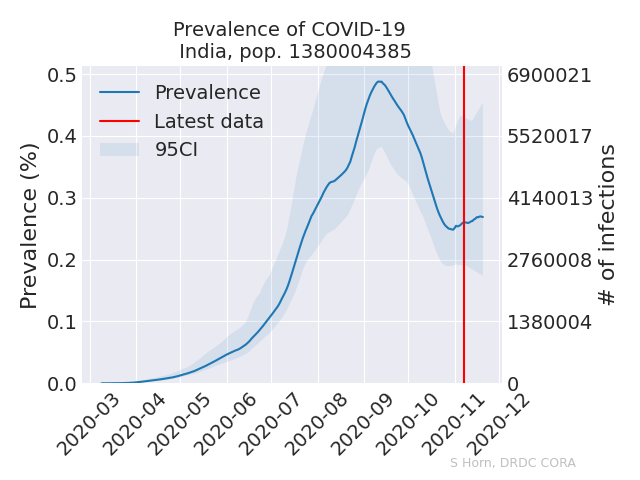 Prevalence of COVID-19
India, pop. 1380004385
Prevalence
Latest data
95CI
Prevalence (%)
0.5
0.4
0.3
0.2
0.1
0.0
6900021
5520017
4140013
2760008
1380004
0
# of infections
2020-03
2020-04
2020-05
2020-06
2020-07
2020-08
2020-09
2020-10
2020-11
2020-12
S Horn, DRDC CORA